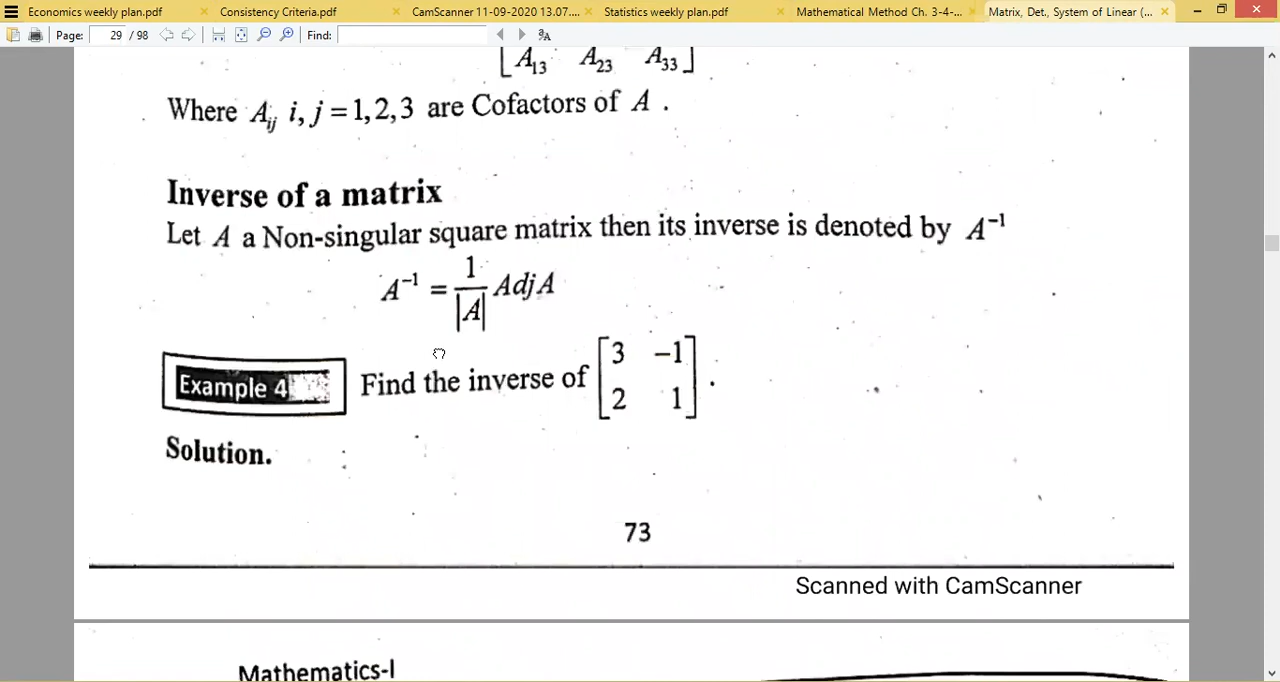 Economics weekly plan.pdf × Consistency Criteria.pdf × CamScanner 11-09-2020 13.07.... × Statistics weekly plan.pdf × Mathematical Method Ch. 3-4-... × Matrix, Det., System of Linear (... ×
Page: 29 / 98 Find:
A₁₃ A₂₃ A₃₃
Where Aᵢⱼ i, j = 1, 2, 3 are Cofactors of A .
Inverse of a matrix
Let A a Non-singular square matrix then its inverse is denoted by A⁻¹
A⁻¹ = 1/|A| Adj A
Example 4 Find the inverse of [3 −1
2 1] .
Solution.
73
Scanned with CamScanner
Mathematics-I